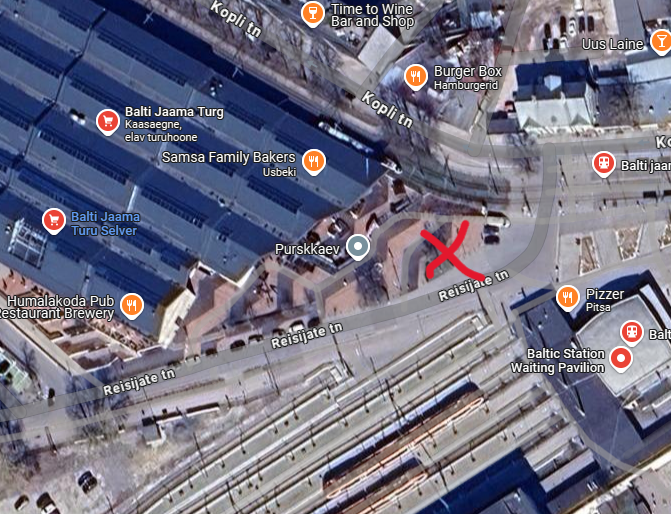 Kopli tn
Time to Wine
Bar and Shop
Uus Laine
Burger Box
Hamburgerid
Kopli tn
Balti Jaama Turg
Kaasaegne,
elav turuhoone
Samsa Family Bakers
Usbeki
Ko
Balti jaar
Balti Jaama
Turu Selver
Purskkaev
Reisijate tn
Humalakoda Pub
Restaurant,Brewery
Pizzer
Pitsa
Reisijate tn
Balt
Baltic Station
Waiting Pavilion
Reisijate tn